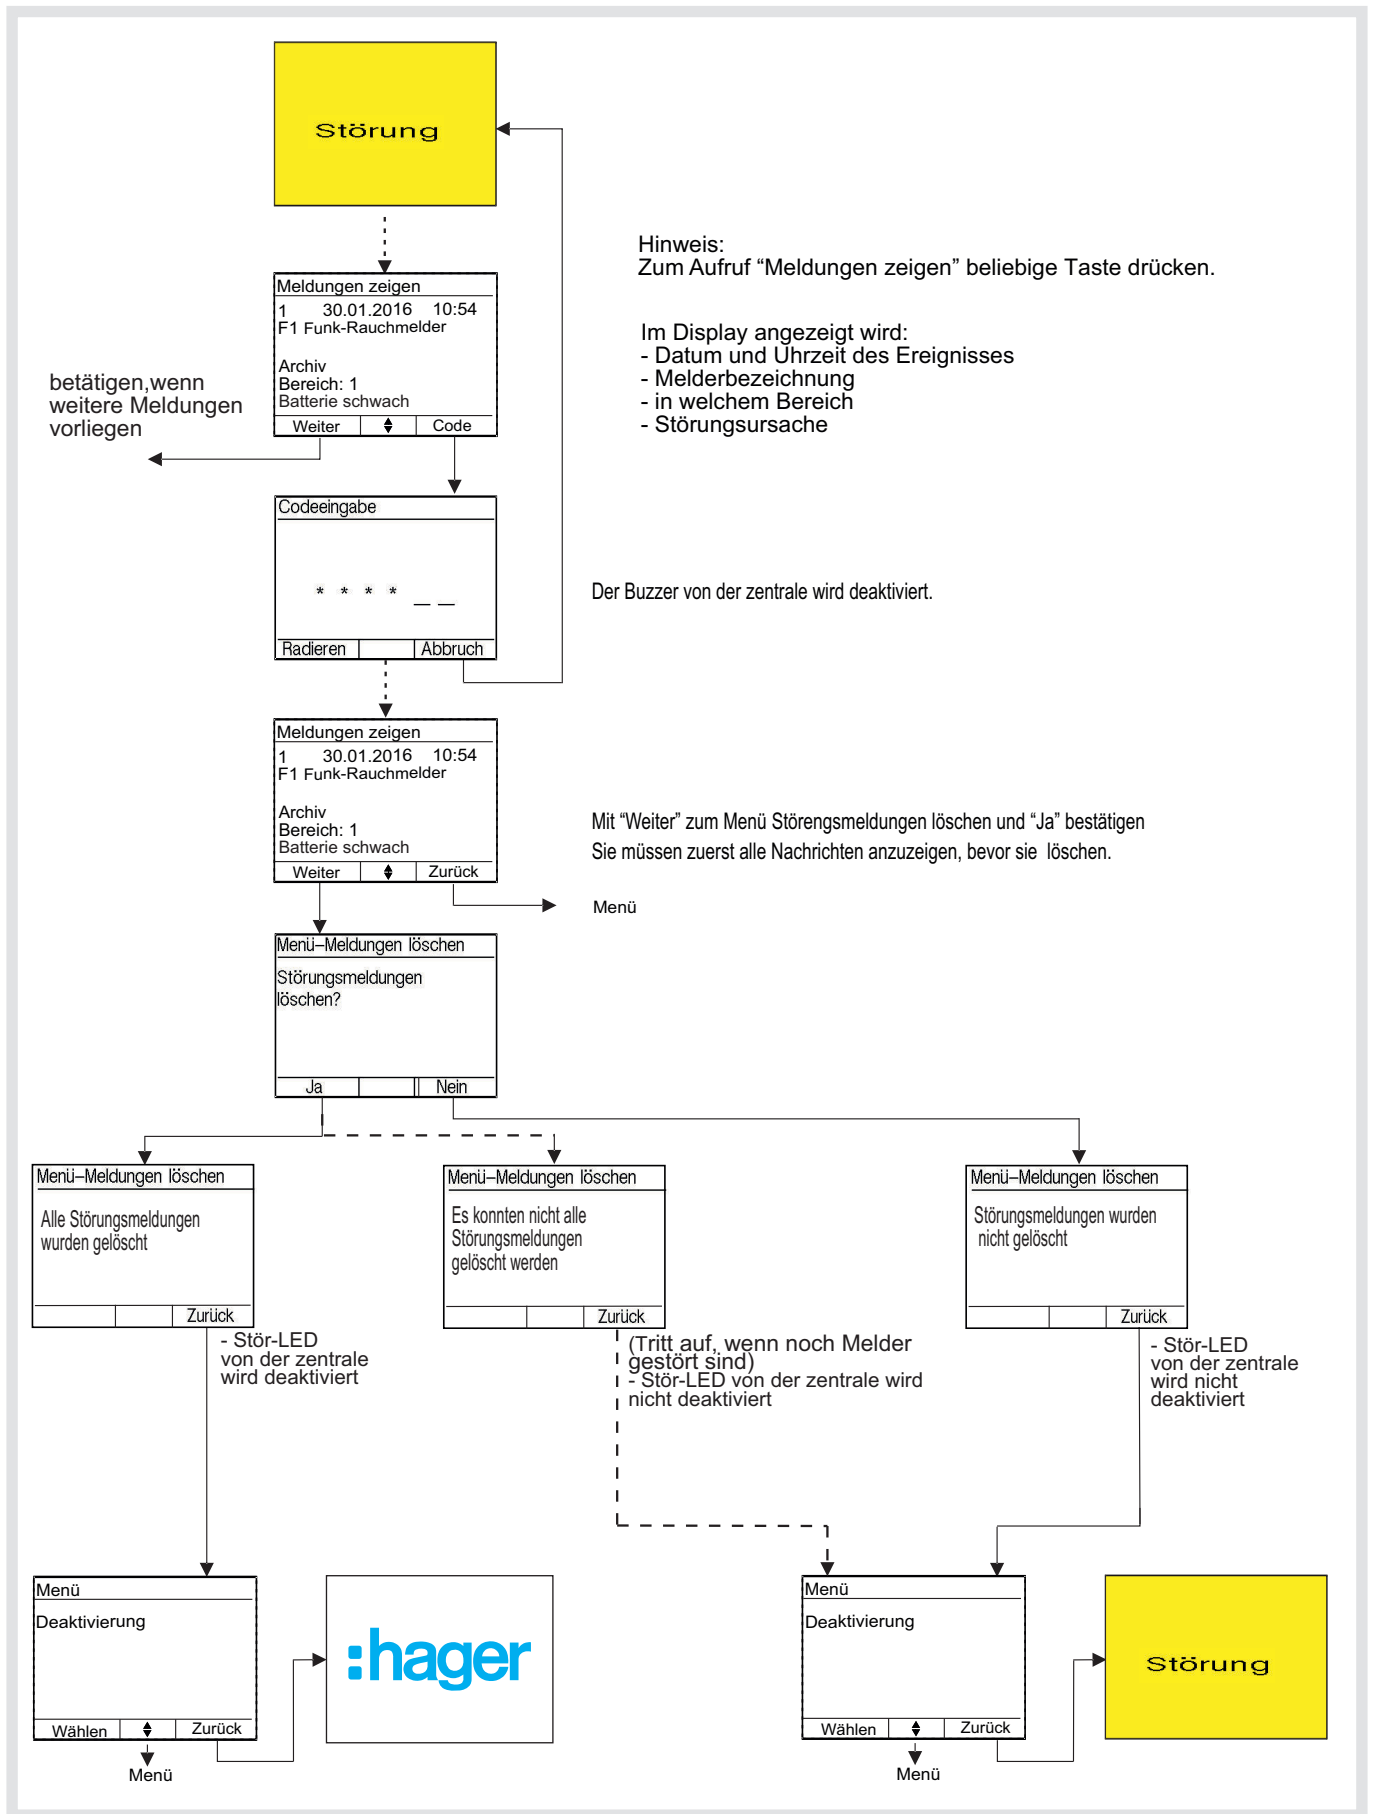 Störung
Hinweis:
Zum Aufruf “Meldungen zeigen” beliebige Taste drücken.
Im Display angezeigt wird:
- Datum und Uhrzeit des Ereignisses
- Melderbezeichnung
- in welchem Bereich
- Störungsursache
Meldungen zeigen
1 30.01.2016 10:54
F1 Funk-Rauchmelder
Archiv
Bereich: 1
Batterie schwach
Weiter Code
betätigen,wenn
weitere Meldungen
vorliegen
Codeeingabe
* * * * _ _
Radieren Abbruch
Der Buzzer von der zentrale wird deaktiviert.
Meldungen zeigen
1 30.01.2016 10:54
F1 Funk-Rauchmelder
Archiv
Bereich: 1
Batterie schwach
Weiter Zurück
Mit “Weiter” zum Menü Störengsmeldungen löschen und “Ja” bestätigen
Sie müssen zuerst alle Nachrichten anzuzeigen, bevor sie löschen.
Menü
Menü–Meldungen löschen
Störungsmeldungen
löschen?
Ja Nein
Menü–Meldungen löschen
Alle Störungsmeldungen
wurden gelöscht
Zurück
- Stör-LED
von der zentrale
wird deaktiviert
Menü–Meldungen löschen
Es konnten nicht alle
Störungsmeldungen
gelöscht werden
Zurück
(Tritt auf, wenn noch Melder
gestört sind)
- Stör-LED von der zentrale wird
nicht deaktiviert
Menü–Meldungen löschen
Störungsmeldungen wurden
nicht gelöscht
Zurück
- Stör-LED
von der zentrale
wird nicht
deaktiviert
Menü
Deaktivierung
Wählen Zurück
Menü
:hager
Menü
Deaktivierung
Wählen Zurück
Menü
Störung